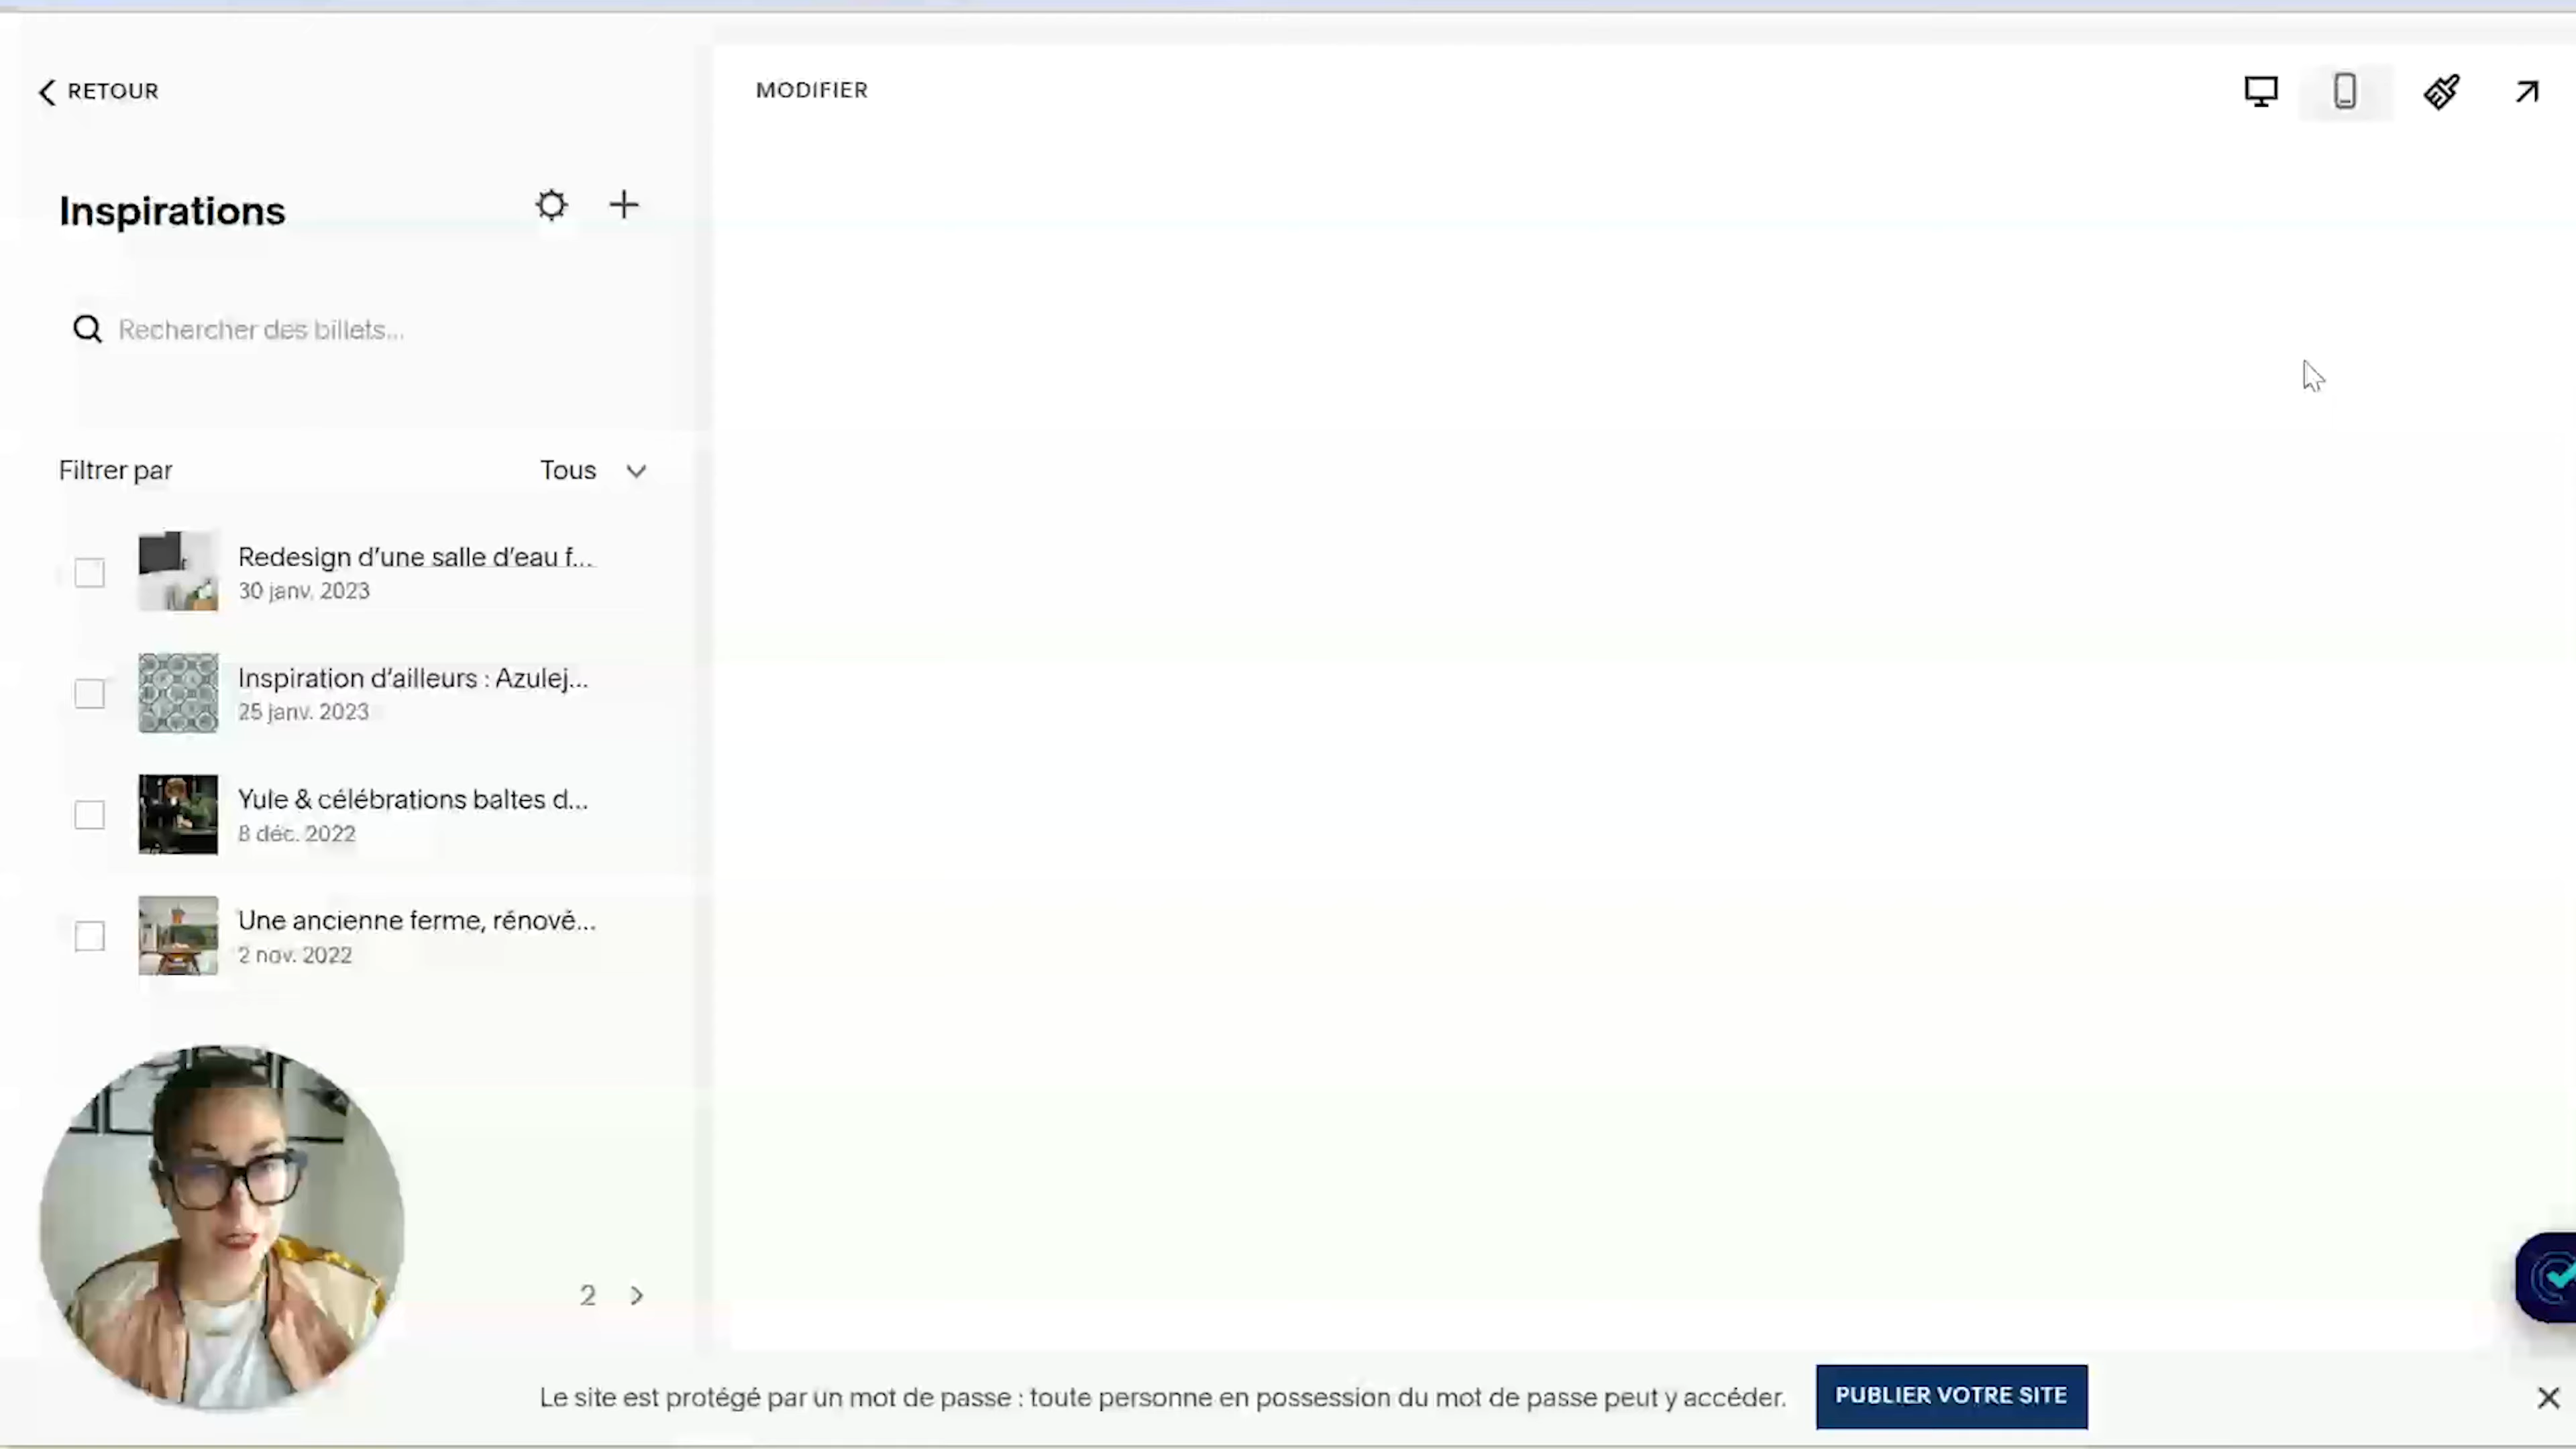 RETOUR
MODIFIER
Inspirations
Rechercher des billets...
Filtrer par
Tous
Redesign d’une salle d’eau f...
30 janv. 2023
Inspiration d’ailleurs : Azulej...
25 janv. 2023
Yule & célébrations baltes d...
8 déc. 2022
Une ancienne ferme, rénové...
2 nov. 2022
2
Le site est protégé par un mot de passe : toute personne en possession du mot de passe peut y accéder.
PUBLIER VOTRE SITE